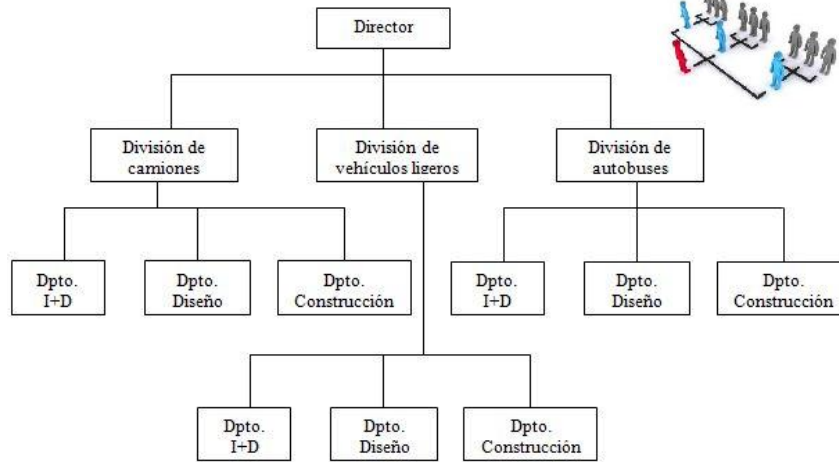 Director
División de
camiones
División de
vehículos ligeros
División de
autobuses
Dpto.
I+D
Dpto.
Diseño
Dpto.
Construcción
Dpto.
I+D
Dpto.
Diseño
Dpto.
Construcción
Dpto.
I+D
Dpto.
Diseño
Dpto.
Construcción